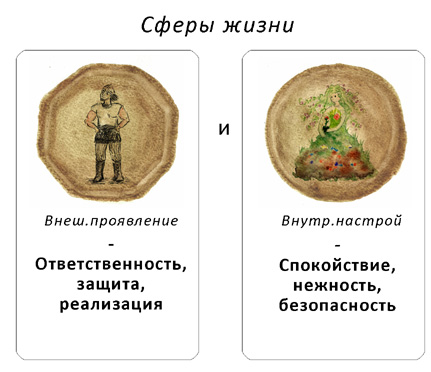 Сферы жизни
Внеш.проявление
-
Ответственность,
защита,
реализация
и
Внутр.настрой
-
Спокойствие,
нежность,
безопасность